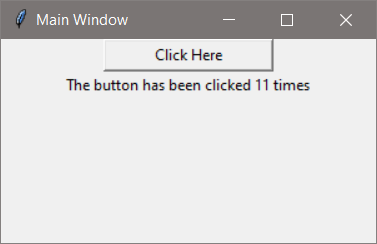 Main Window
Click Here
The button has been clicked 11 times